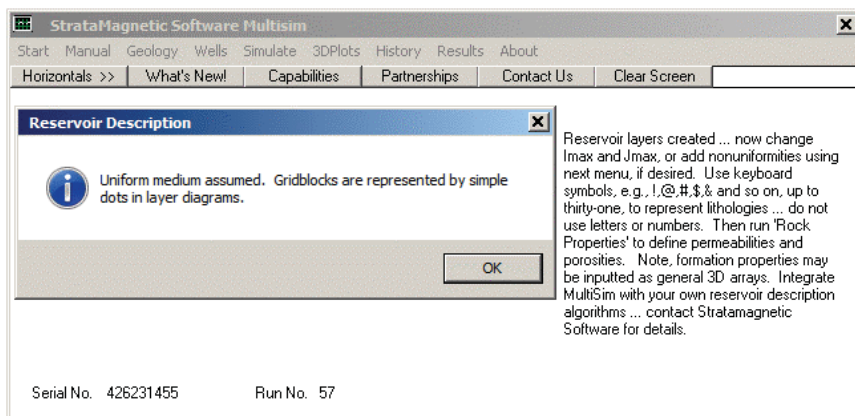 StrataMagnetic Software Multisim
Start Manual Geology Wells Simulate 3DPlots History Results About
Horizontals >> What's New! Capabilities Partnerships Contact Us Clear Screen
Reservoir Description
Uniform medium assumed. Gridblocks are represented by simple
dots in layer diagrams.
OK
Reservoir layers created ... now change
Imax and Jmax, or add nonuniformities using
next menu, if desired. Use keyboard
symbols, e.g., !,@,#,$,& and so on, up to
thirty-one, to represent lithologies ... do not
use letters or numbers. Then run 'Rock
Properties' to define permeabilities and
porosities. Note, formation properties may
be inputted as general 3D arrays. Integrate
MultiSim with your own reservoir description
algorithms ... contact Stratamagnetic
Software for details.
Serial No. 426231455 Run No. 57